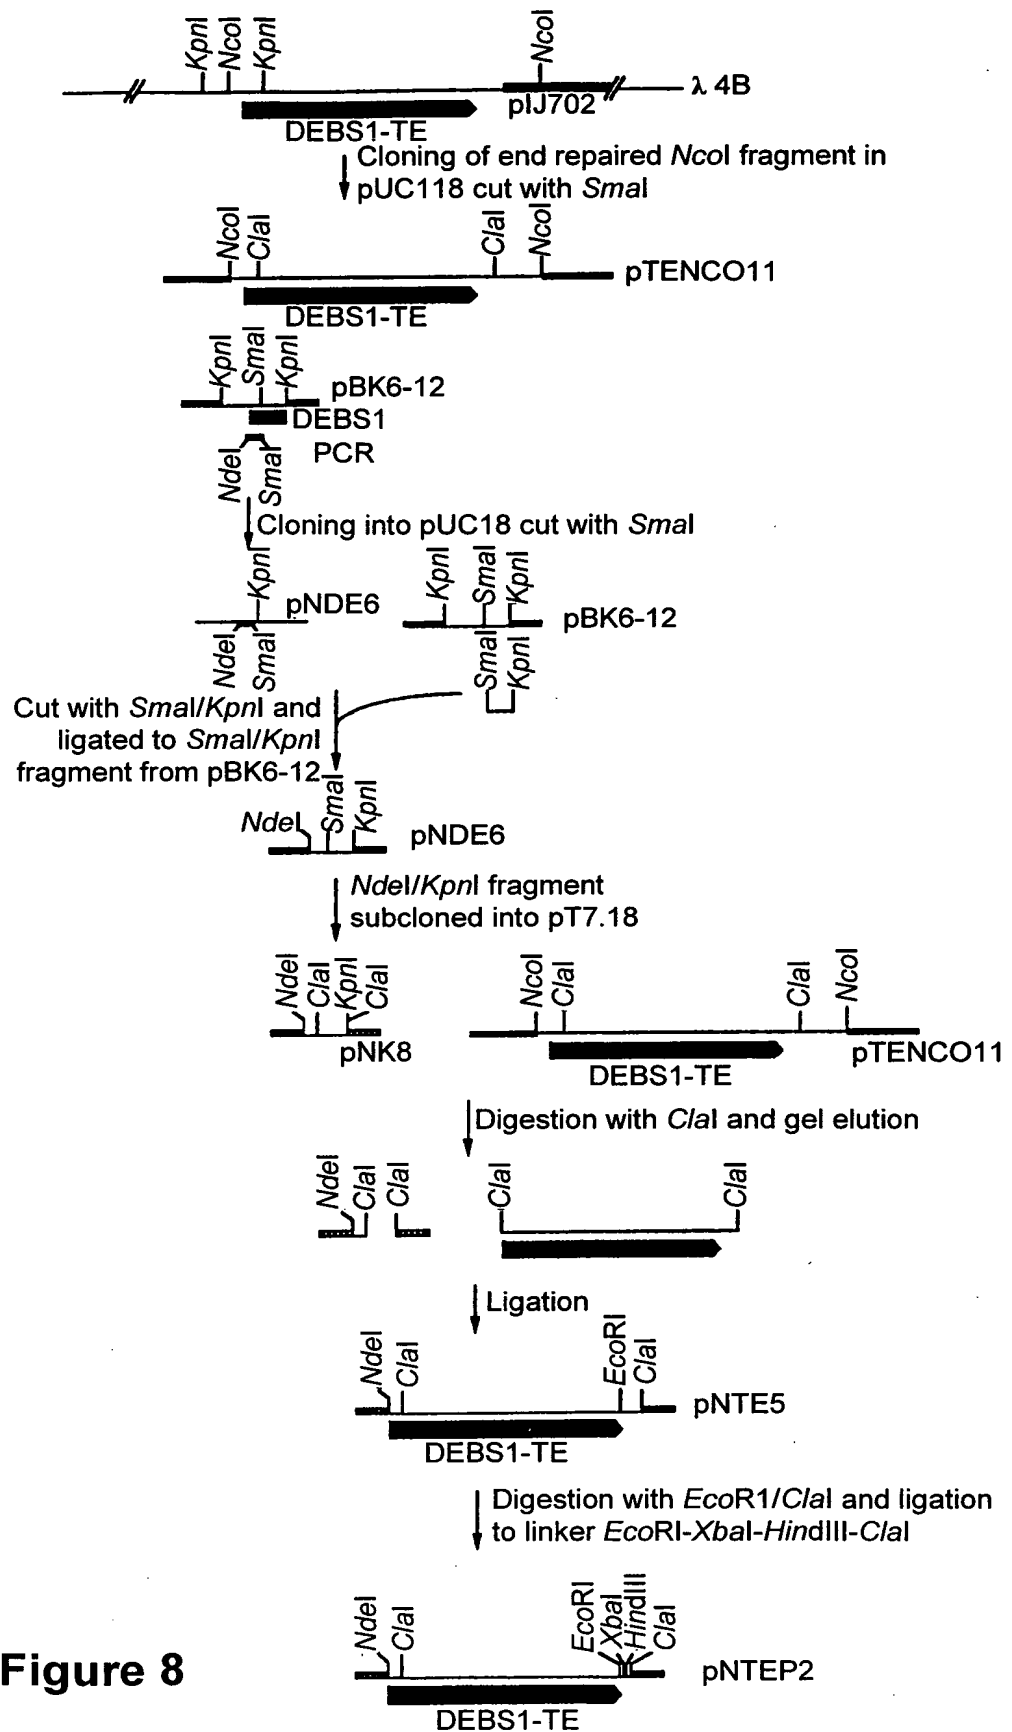 KpnI NcoI KpnI NcoI
λ 4B
pIJ702
DEBS1-TE
Cloning of end repaired NcoI fragment in
pUC118 cut with SmaI
NcoI ClaI ClaI NcoI
pTENCO11
DEBS1-TE
KpnI SmaI KpnI
pBK6-12
DEBS1
PCR
NdeI SmaI
Cloning into pUC18 cut with SmaI
KpnI KpnI SmaI KpnI
pNDE6 pBK6-12
NdeI SmaI SmaI KpnI
Cut with SmaI/KpnI and
ligated to SmaI/KpnI
fragment from pBK6-12
NdeI SmaI KpnI
pNDE6
NdeI/KpnI fragment
subcloned into pT7.18
NdeI ClaI KpnI ClaI NcoI ClaI ClaI NcoI
pNK8 pTENCO11
DEBS1-TE
Digestion with ClaI and gel elution
NdeI ClaI ClaI ClaI ClaI
Ligation
NdeI ClaI EcoRI ClaI
pNTE5
DEBS1-TE
Digestion with EcoR1/ClaI and ligation
to linker EcoRI-XbaI-HindIII-ClaI
NdeI ClaI EcoRI XbaI HindIII ClaI
Figure 8
pNTEP2
DEBS1-TE